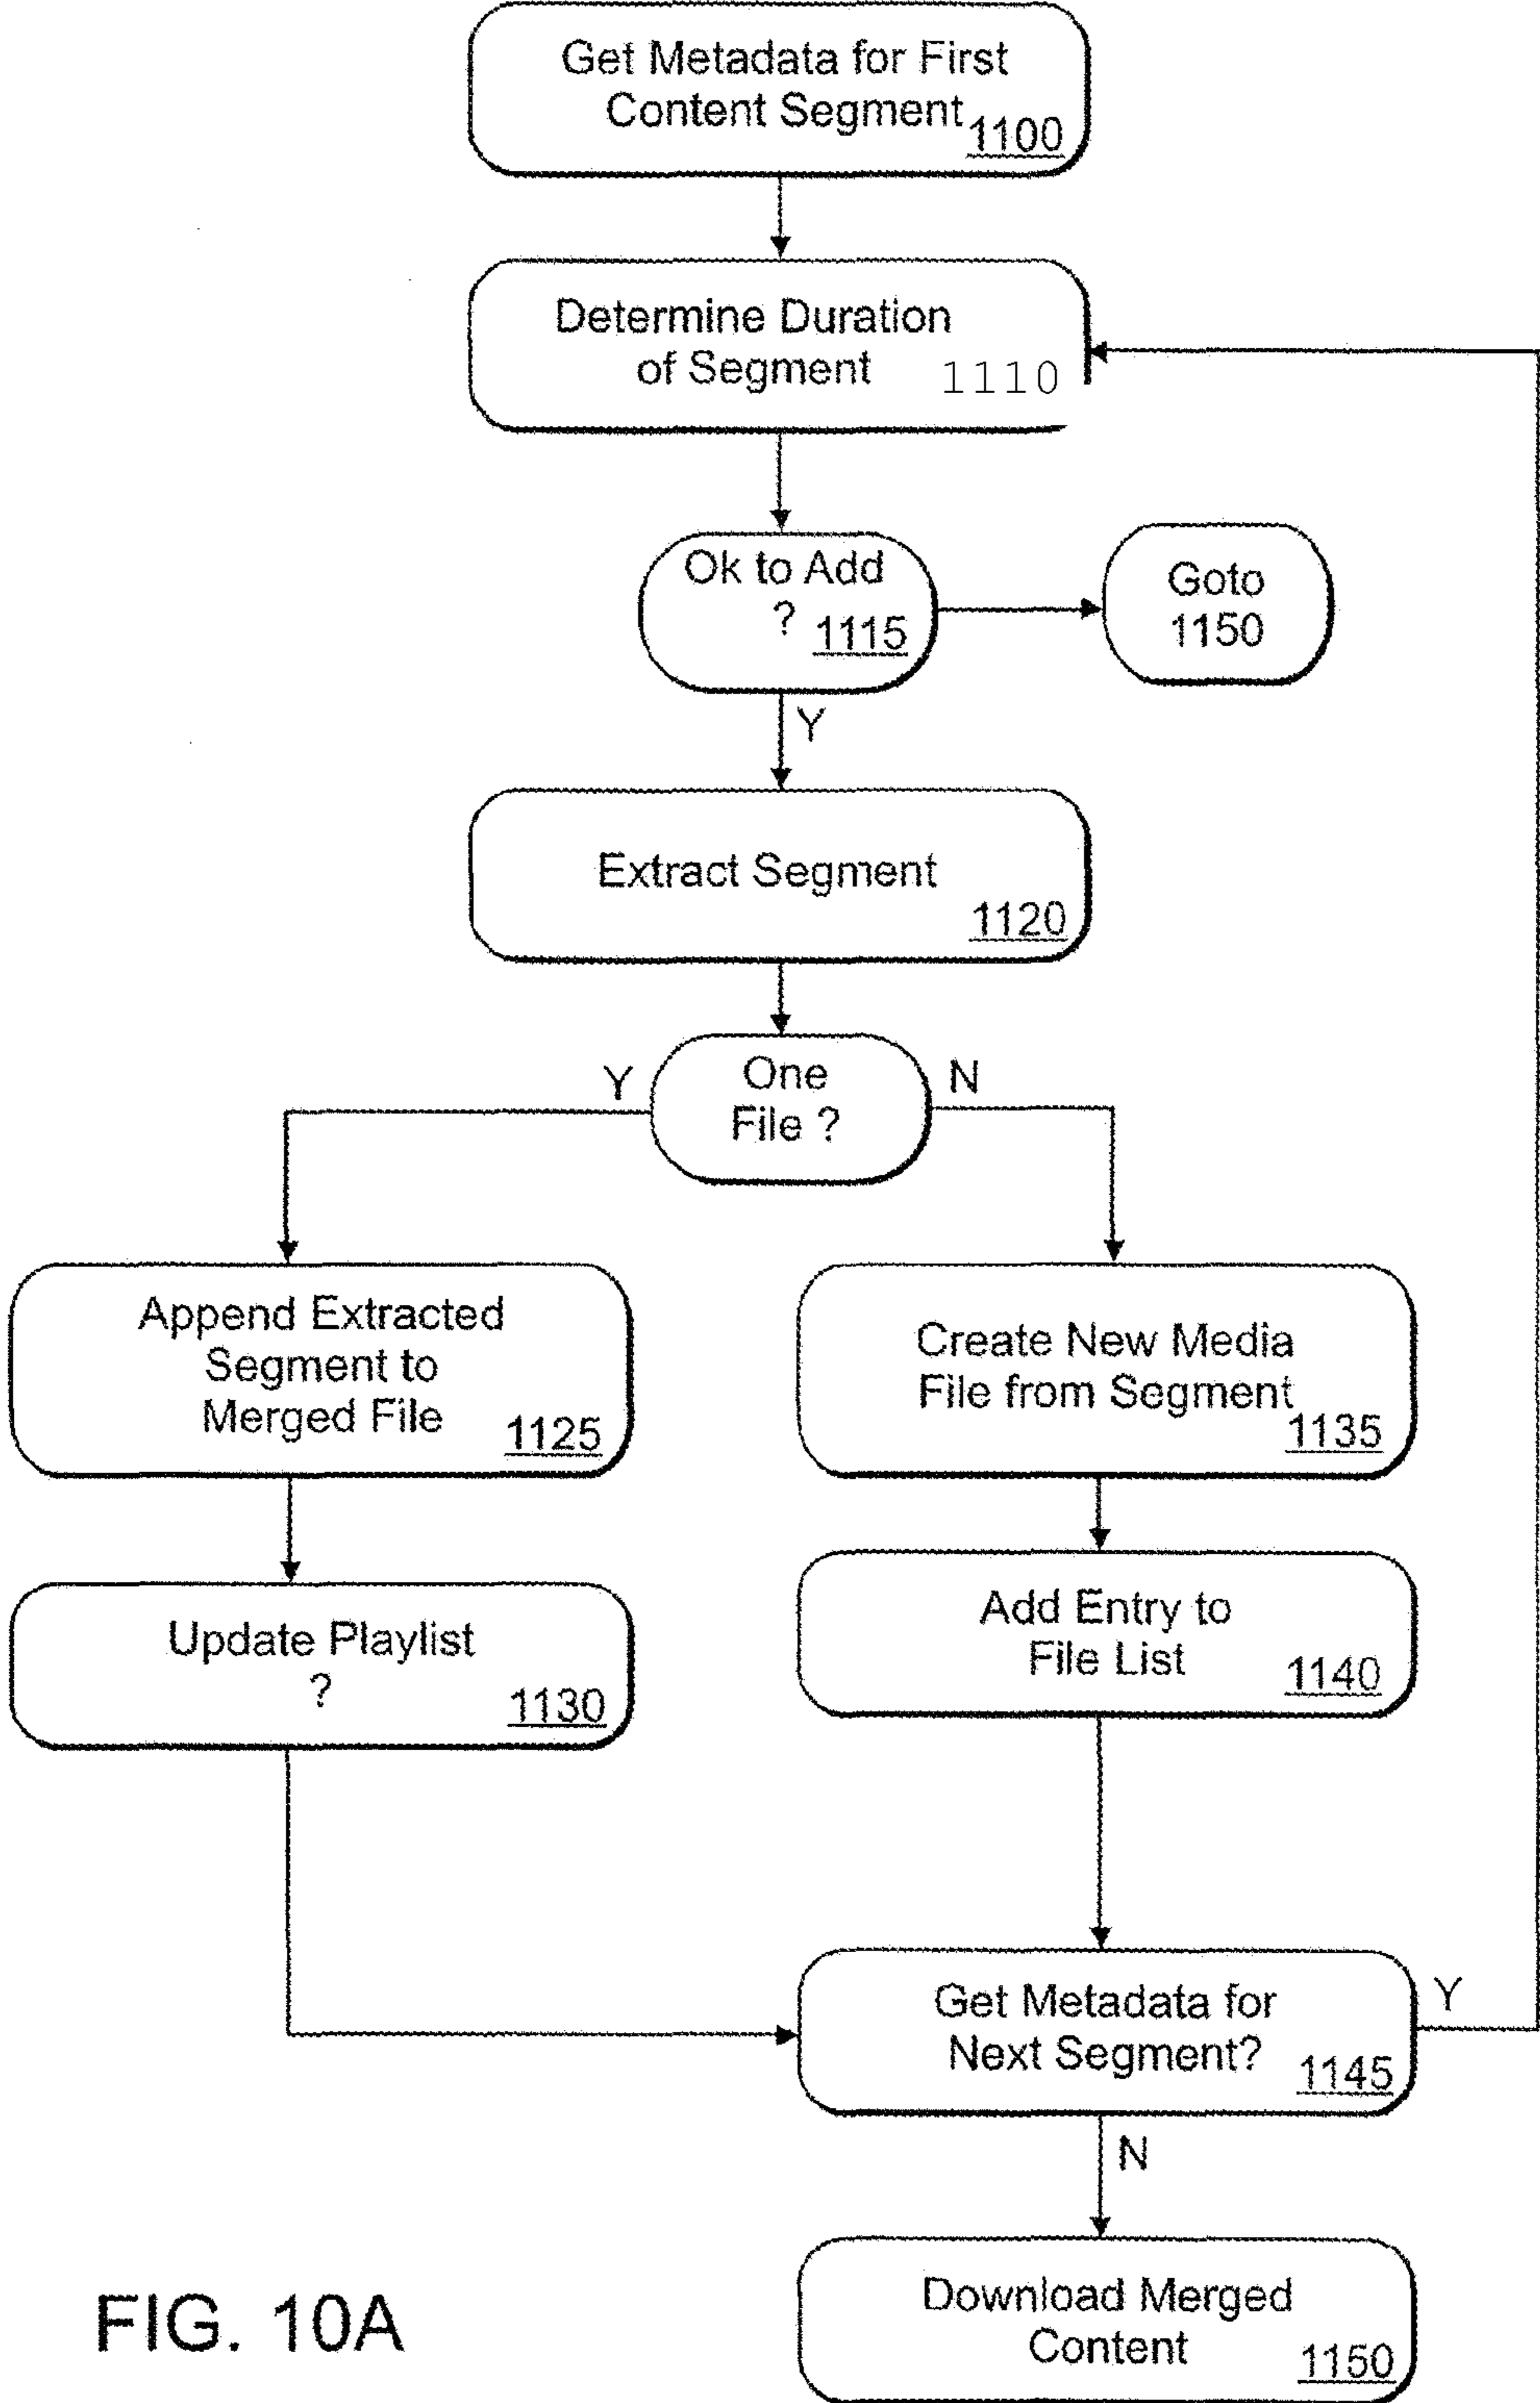 Get Metadata for First
Content Segment
1100
Determine Duration
of Segment
1110
Ok to Add
?
1115
Goto
1150
Y
Extract Segment
1120
One
File ?
Y
N
Append Extracted
Segment to
Merged File
1125
Create New Media
File from Segment
1135
Update Playlist
?
1130
Add Entry to
File List
1140
Get Metadata for
Next Segment?
1145
Y
N
Download Merged
Content
1150
FIG. 10A